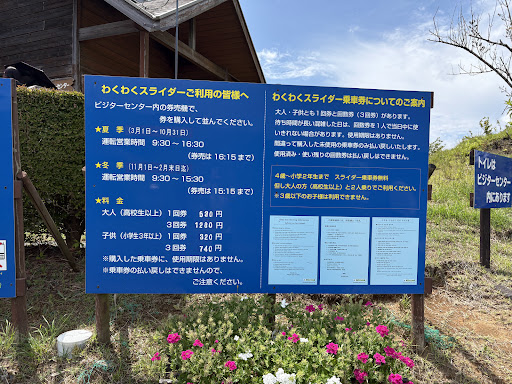 わくわくスライダーご利用の皆様へ
ビジターセンター内の券売機で、
券を購入して並んでください。
★夏　季（3月1日～10月31日）
運転営業時間　9:30 ～ 16:30
（券売は 16:15 まで）
★冬　季（11月1日～2月末日迄）
運転営業時間　9:30 ～ 15:30
（券売は 15:15 まで）
★料　金
大人（高校生以上）　1回券　530 円
3回券　1260 円
子供（小学生3年以上）　1回券　320 円
3回券　740 円
※購入した乗車券に、使用期限はありません。
※乗車券の払い戻しはできませんので、
ご注意ください。
わくわくスライダー乗車券についてのご案内
大人・子供とも1回券と回数券（3回券）があります。
待ち時間が長い混雑した日は、回数券を1人で当日中に使
いきれない場合があります。使用期限はありません。
間違って購入した未使用の乗車券のみ払い戻しいたします。
使用済み・使い残りの回数券は払い戻しはできません。
4歳～小学2年生まで　スライダー乗車券無料
但し大人の方（高校生以上）と2人乗りでご利用ください。
※3歳以下のお子様は利用できません。
トイレは
ビジターセンター
内にあります